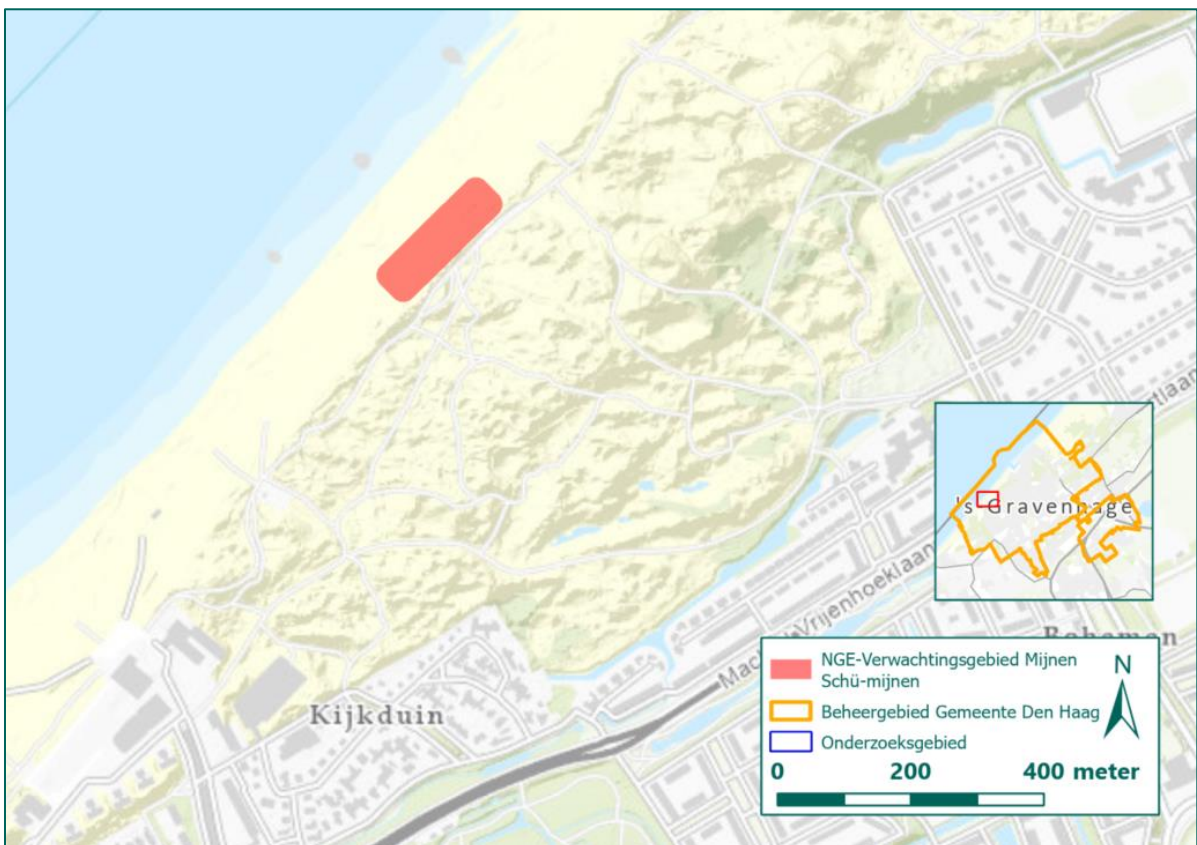 rtlaan
's Gravenhage
Bohemen
Machiel Vrijenhoeklaan
Kijkduin
NGE-Verwachtingsgebied Mijnen
Schü-mijnen
N
Beheergebied Gemeente Den Haag
Onderzoeksgebied
0 200 400 meter